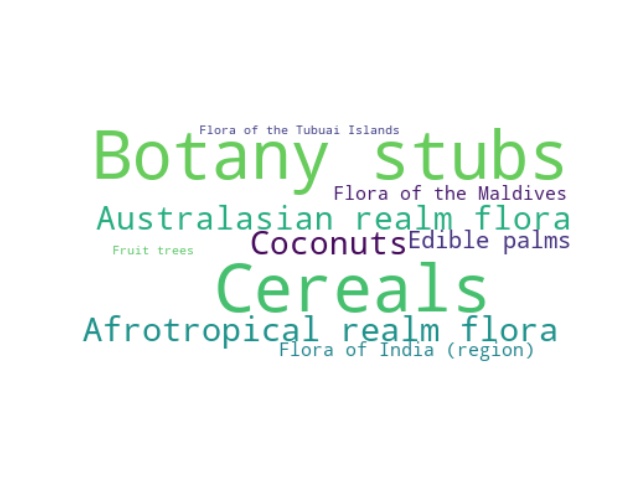 Flora of the Tubuai Islands
Botany stubs
Flora of the Maldives
Australasian realm flora
Coconuts
Edible palms
Fruit trees
Cereals
Afrotropical realm flora
Flora of India (region)